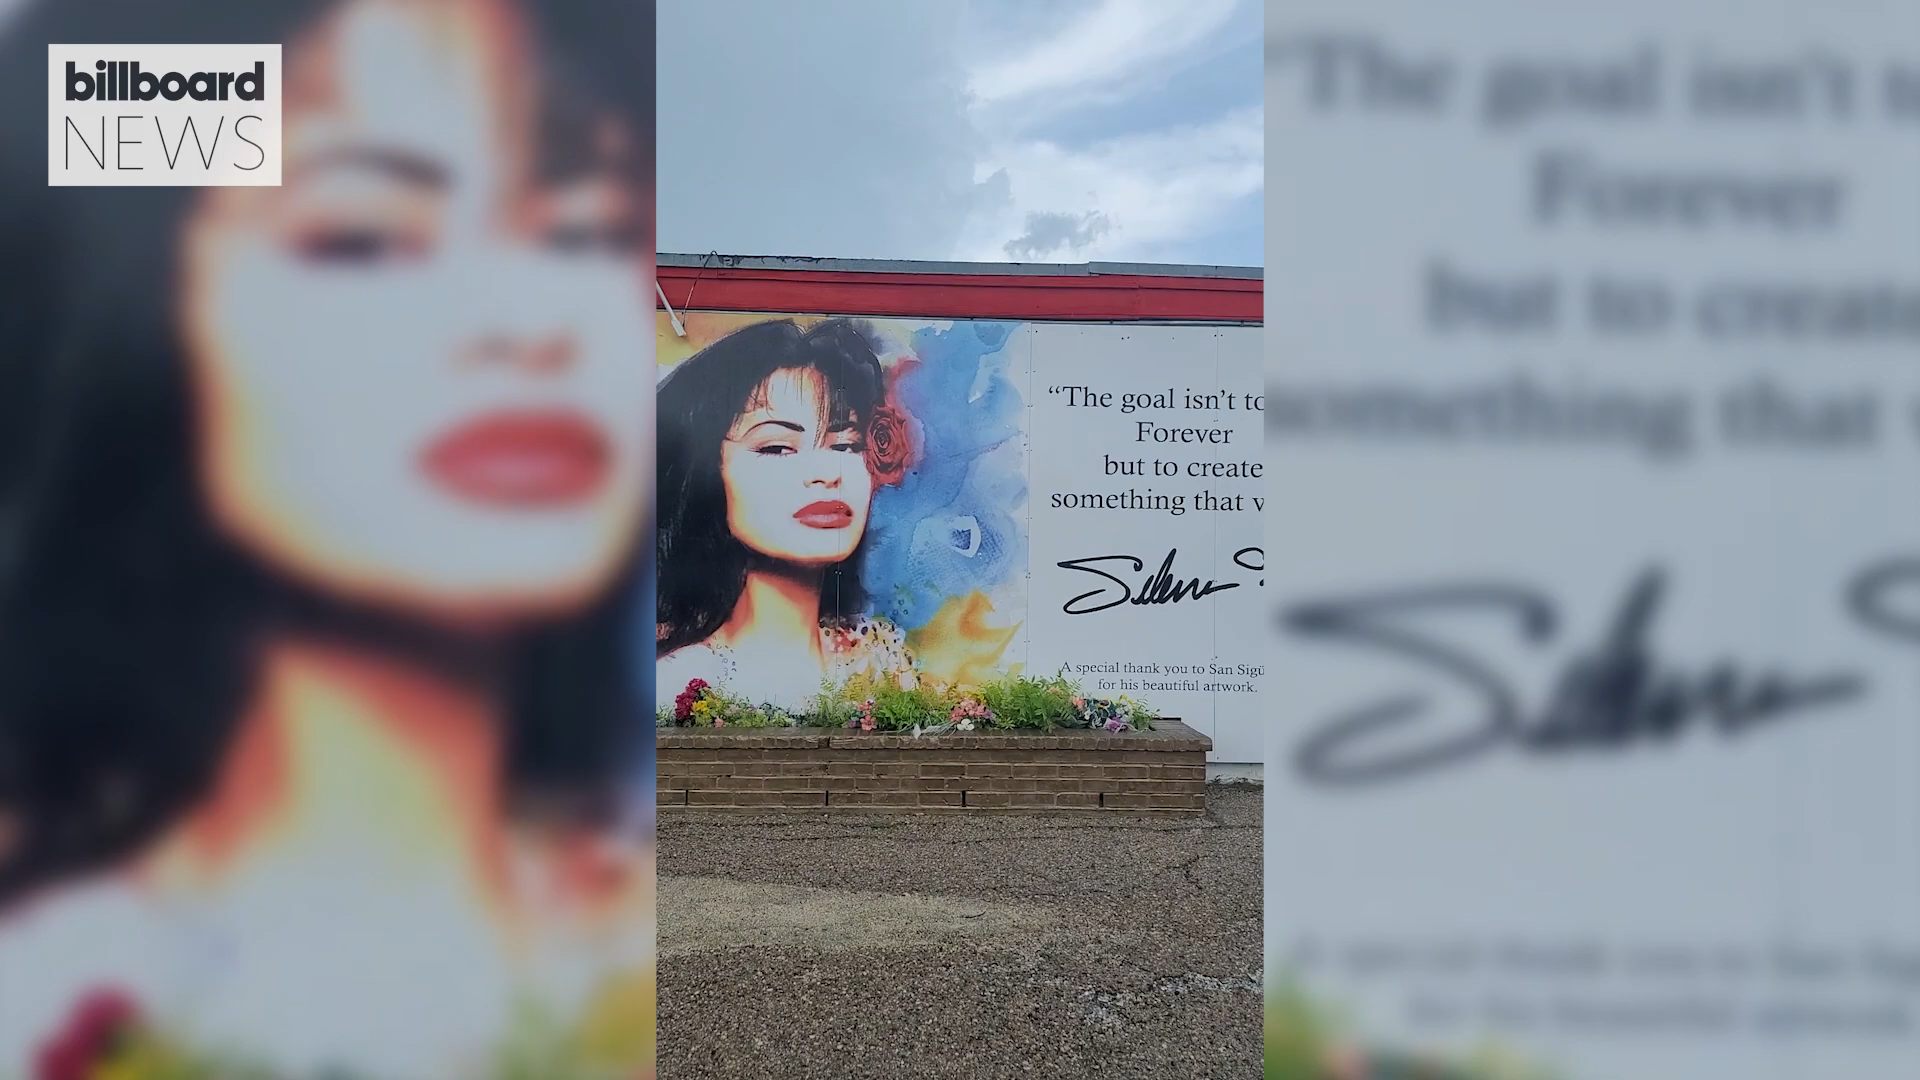 billboard
NEWS
“The goal isn’t to
Forever
but to create
something that
Selena
A special thank you to San
for his beautiful artwork.